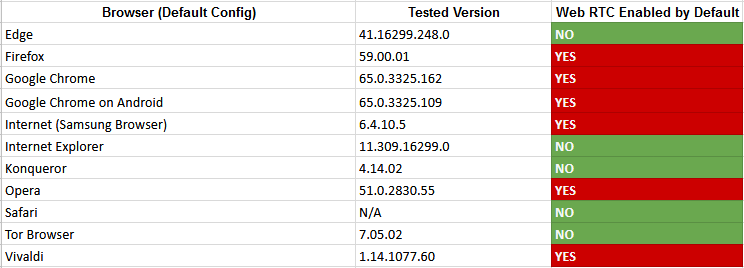 Browser (Default Config) Tested Version Web RTC Enabled by Default
Edge 41.16299.248.0 NO
Firefox 59.00.01 YES
Google Chrome 65.0.3325.162 YES
Google Chrome on Android 65.0.3325.109 YES
Internet (Samsung Browser) 6.4.10.5 YES
Internet Explorer 11.309.16299.0 NO
Konqueror 4.14.02 NO
Opera 51.0.2830.55 YES
Safari N/A NO
Tor Browser 7.05.02 NO
Vivaldi 1.14.1077.60 YES